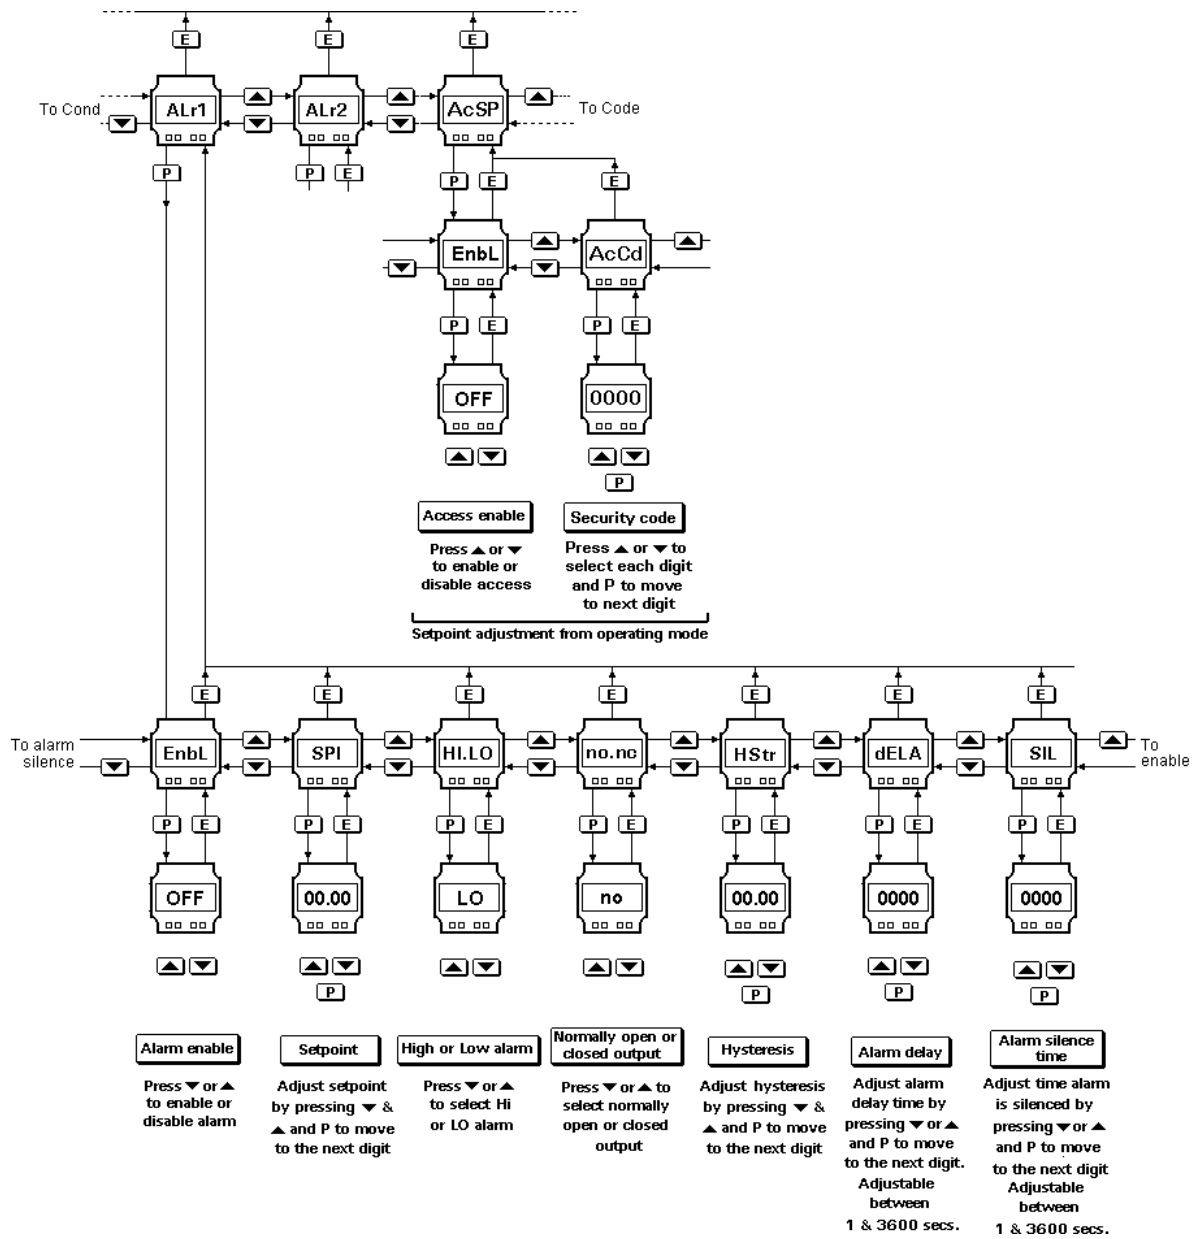 E E E
To Cond ALr1 ALr2 AcSP To Code
P P E P E E
EnbL AcCd
P E P E
OFF 0000
P
Access enable
Press ▲ or ▼
to enable or
disable access
Security code
Press ▲ or ▼ to
select each digit
and P to move
to next digit
Setpoint adjustment from operating mode
E E E E E E E
To alarm
silence
EnbL SPI HI.LO no.nc HStr dELA SIL
To
enable
P E P E P E P E P E P E P E
OFF 00.00 LO no 00.00 0000 0000
P P P P
Alarm enable
Press ▼ or ▲
to enable or
disable alarm
Setpoint
Adjust setpoint
by pressing ▼ &
▲ and P to move
to the next digit
High or Low alarm
Press ▼ or ▲
to select Hi
or LO alarm
Normally open or
closed output
Press ▼ or ▲ to
select normally
open or closed
output
Hysteresis
Adjust hysteresis
by pressing ▼ &
▲ and P to move
to the next digit
Alarm delay
Adjust alarm
delay time by
pressing ▼ or ▲
and P to move
to the next digit.
Adjustable
between
1 & 3600 secs.
Alarm silence
time
Adjust time alarm
is silenced by
pressing ▼ or ▲
and P to move
to the next digit
Adjustable
between
1 & 3600 secs.